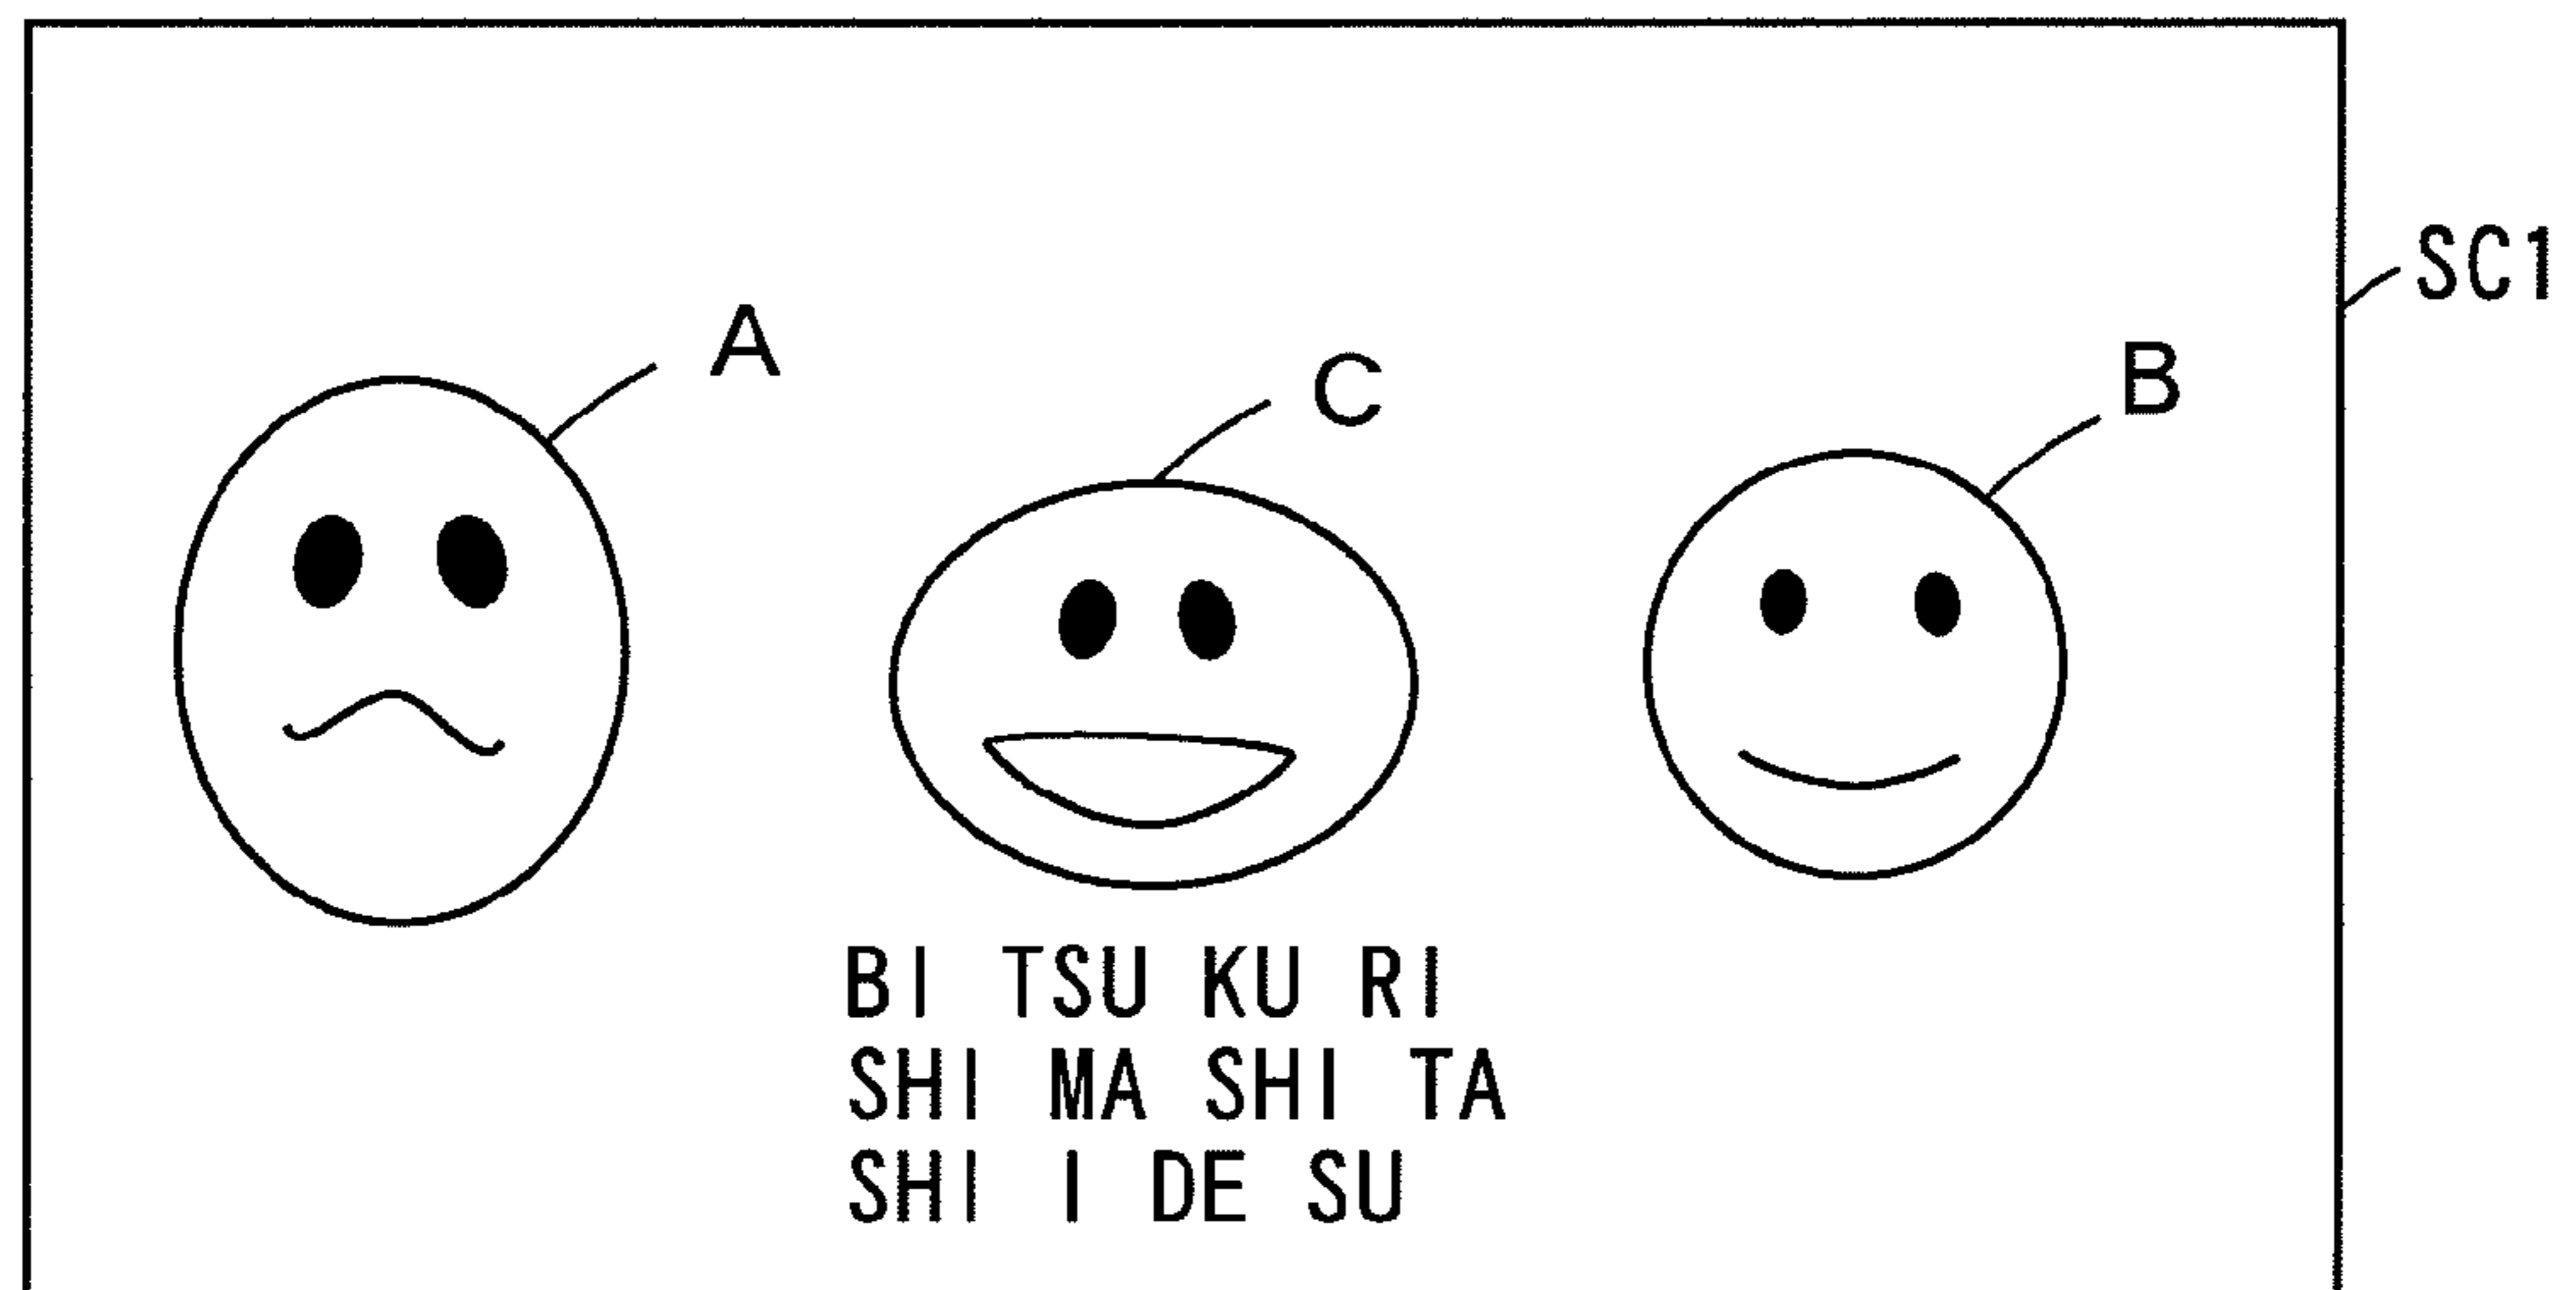 SC1
A
C
B
BI TSU KU RI
SHI MA SHI TA
SHI I DE SU